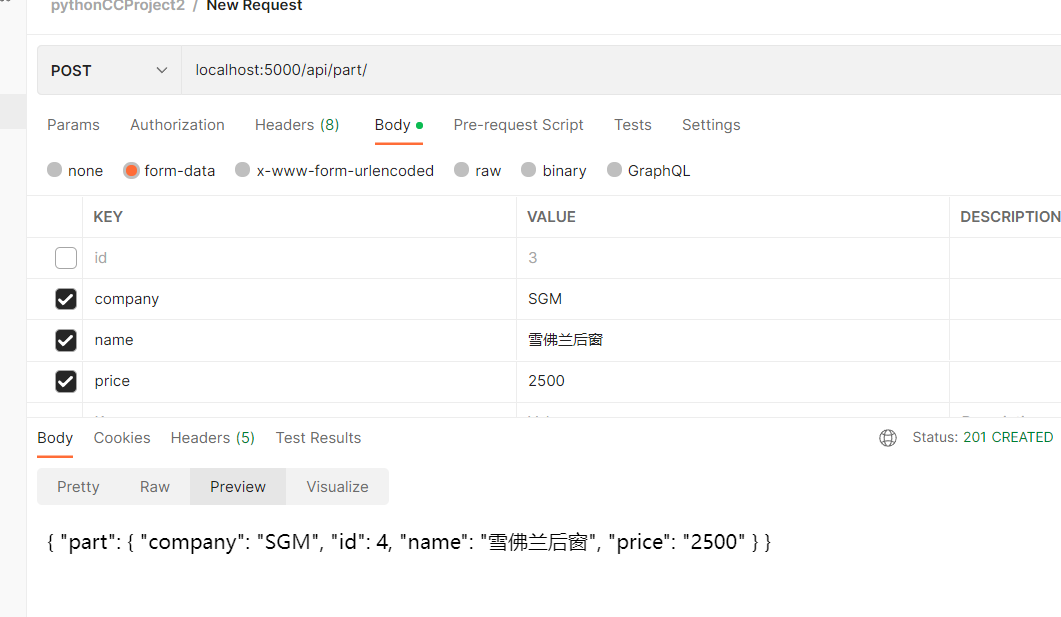 pythonCCProject2 / New Request
POST localhost:5000/api/part/
Params Authorization Headers (8) Body Pre-request Script Tests Settings
none form-data x-www-form-urlencoded raw binary GraphQL
KEY VALUE DESCRIPTION
id 3
company SGM
name 雪佛兰后窗
price 2500
Body Cookies Headers (5) Test Results Status: 201 CREATED
Pretty Raw Preview Visualize
{ "part": { "company": "SGM", "id": 4, "name": "雪佛兰后窗", "price": "2500" } }